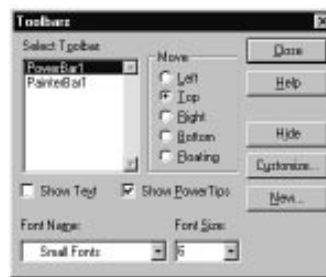 Toolbars
Select Toolbar:
PowerBar1
PainterBar1
Move
Left
Top
Right
Bottom
Floating
Close
Help
Hide
Customize...
New...
Show Text
Show PowerTips
Font Name:
Small Fonts
Font Size:
6